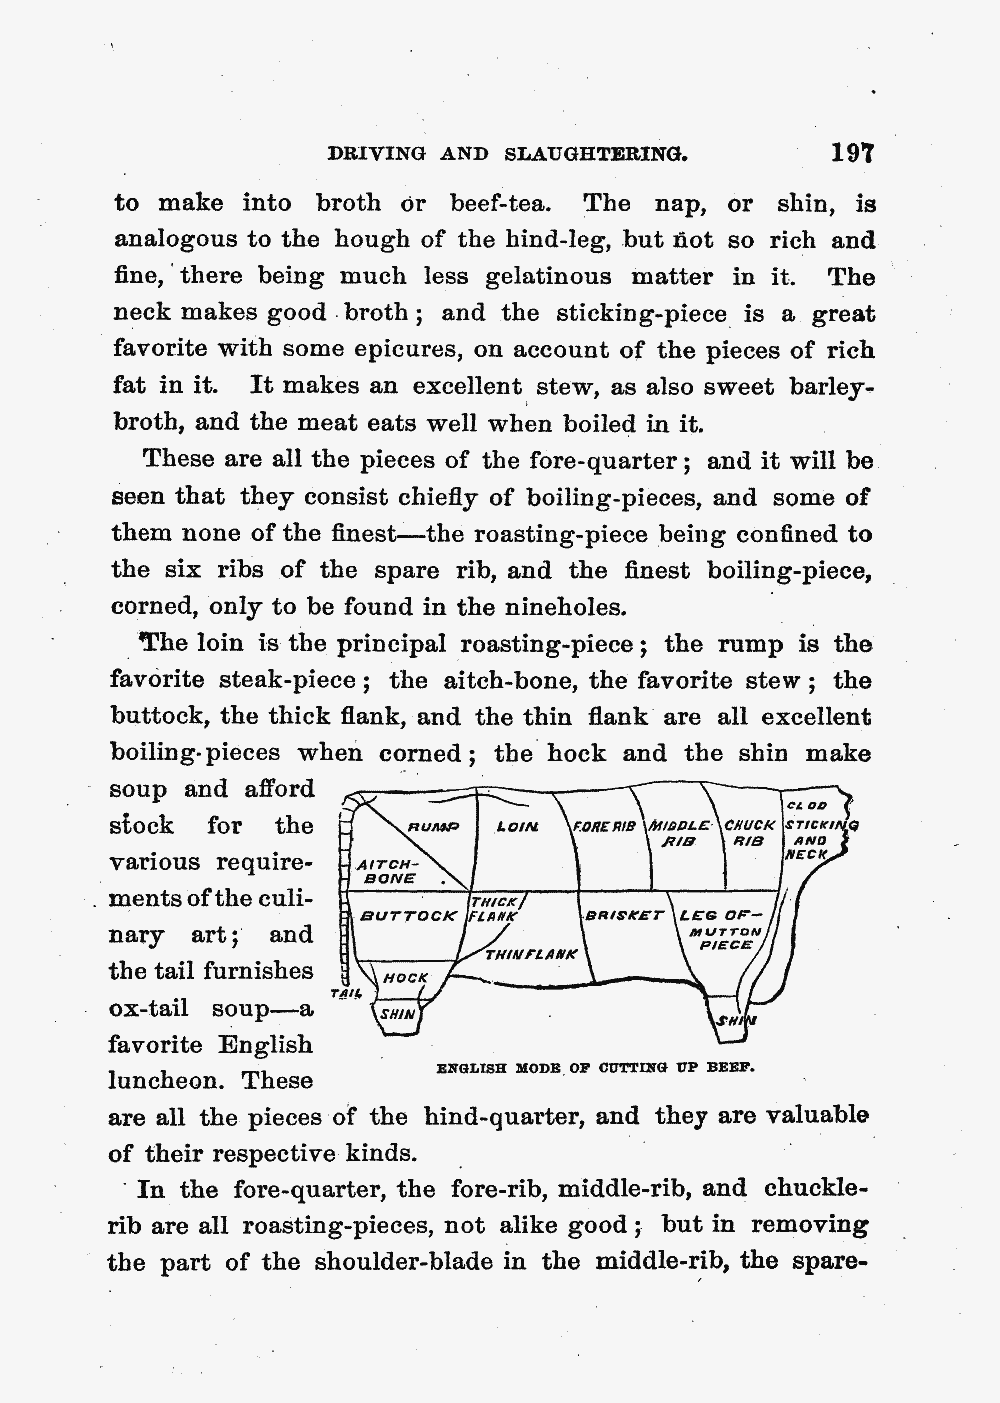 DRIVING AND SLAUGHTERING. 197
to make into broth or beef-tea. The nap, or shin, is
analogous to the hough of the hind-leg, but not so rich and
fine, there being much less gelatinous matter in it. The
neck makes good broth; and the sticking-piece is a great
favorite with some epicures, on account of the pieces of rich
fat in it. It makes an excellent stew, as also sweet barley-
broth, and the meat eats well when boiled in it.
These are all the pieces of the fore-quarter; and it will be
seen that they consist chiefly of boiling-pieces, and some of
them none of the finest—the roasting-piece being confined to
the six ribs of the spare rib, and the finest boiling-piece,
corned, only to be found in the nineholes.
The loin is the principal roasting-piece; the rump is the
favorite steak-piece; the aitch-bone, the favorite stew; the
buttock, the thick flank, and the thin flank are all excellent
boiling-pieces when corned; the hock and the shin make
soup and afford
stock for the
various require-
ments of the culi-
nary art; and
the tail furnishes
ox-tail soup—a
favorite English
luncheon. These
RUMP
LOIN.
FORE RIB
MIDDLE-
RIB
CHUCK
RIB
CLOD
STICKING
AND
NECK
AITCH-
BONE
BUTTOCK
THICK
FLANK
THIN FLANK
BRISKET
LEG OF-
MUTTON
PIECE
HOCK
TAIL
SHIN
SHIN
ENGLISH MODE OF CUTTING UP BEEF.
are all the pieces of the hind-quarter, and they are valuable
of their respective kinds.
In the fore-quarter, the fore-rib, middle-rib, and chuckle-
rib are all roasting-pieces, not alike good; but in removing
the part of the shoulder-blade in the middle-rib, the spare-